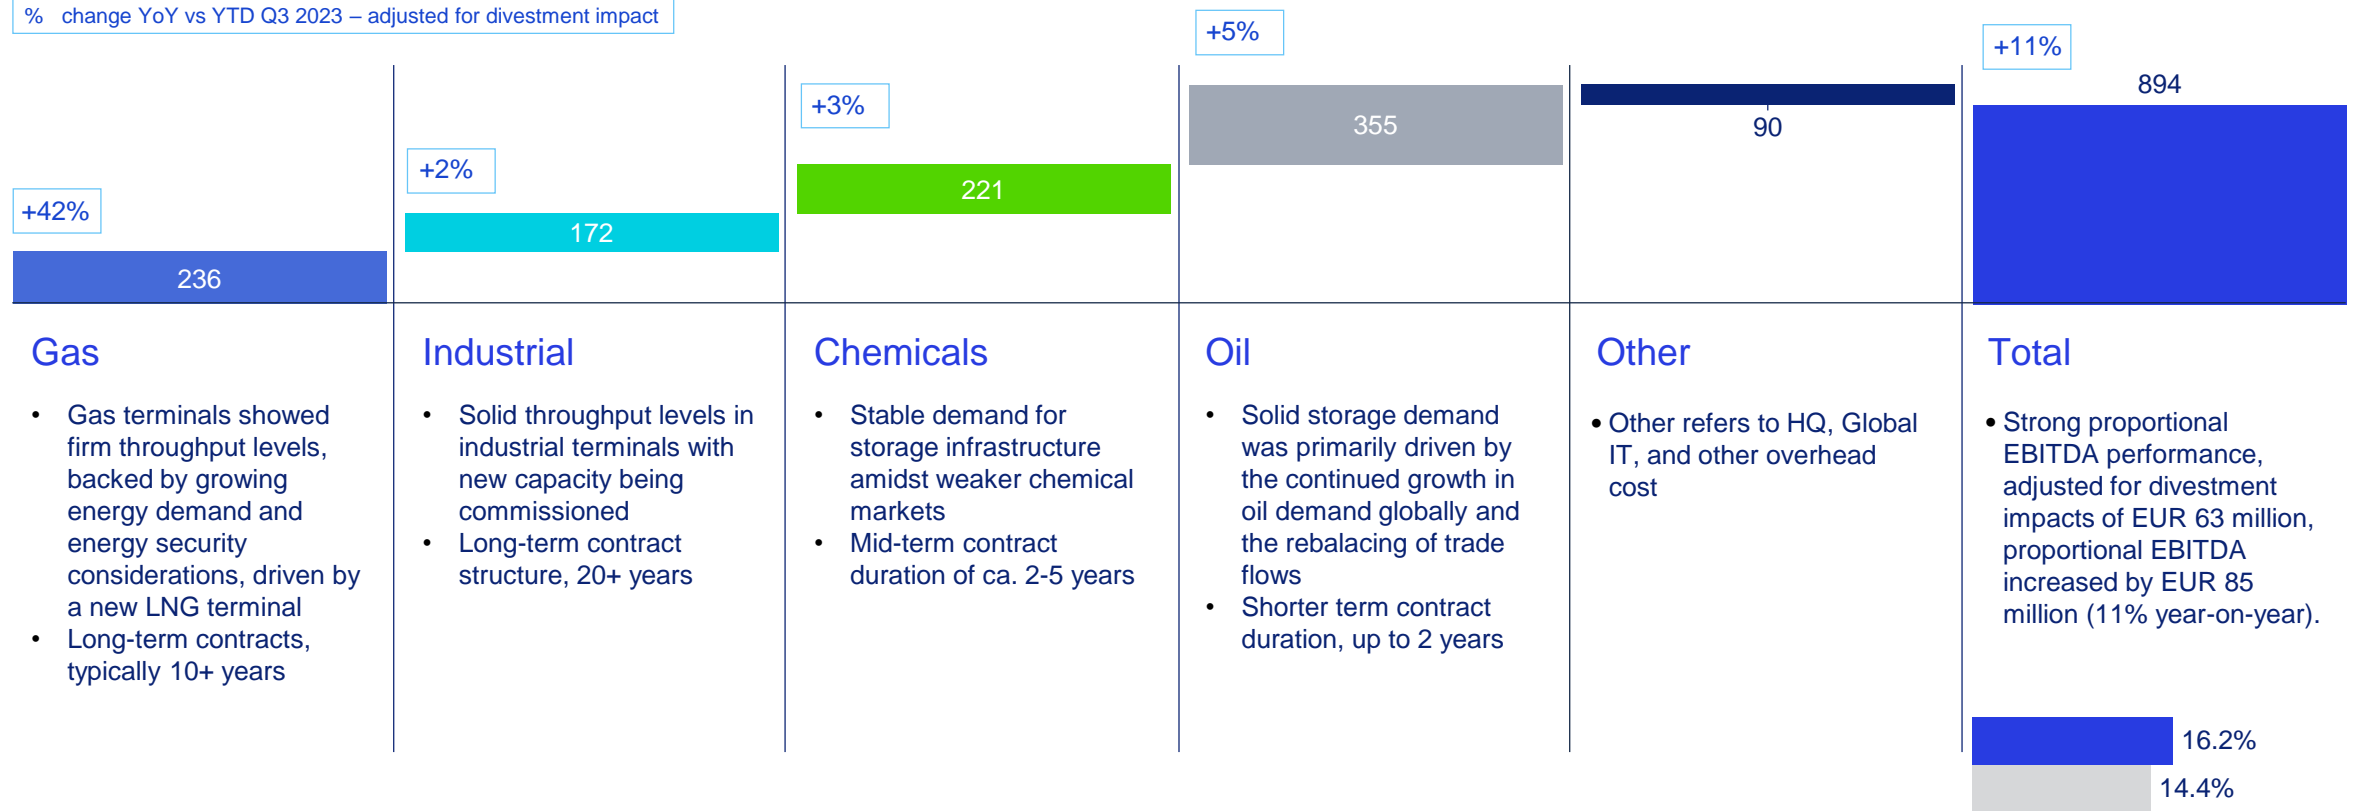 % change YoY vs YTD Q3 2023 – adjusted for divestment impact
+42%
236
+2%
172
+3%
221
+5%
355
90
+11%
894
Gas
• Gas terminals showed
firm throughput levels,
backed by growing
energy demand and
energy security
considerations, driven by
a new LNG terminal
• Long-term contracts,
typically 10+ years
Industrial
• Solid throughput levels in
industrial terminals with
new capacity being
commissioned
• Long-term contract
structure, 20+ years
Chemicals
• Stable demand for
storage infrastructure
amidst weaker chemical
markets
• Mid-term contract
duration of ca. 2-5 years
Oil
• Solid storage demand
was primarily driven by
the continued growth in
oil demand globally and
the rebalacing of trade
flows
• Shorter term contract
duration, up to 2 years
Other
• Other refers to HQ, Global
IT, and other overhead
cost
Total
• Strong proportional
EBITDA performance,
adjusted for divestment
impacts of EUR 63 million,
proportional EBITDA
increased by EUR 85
million (11% year-on-year).
16.2%
14.4%